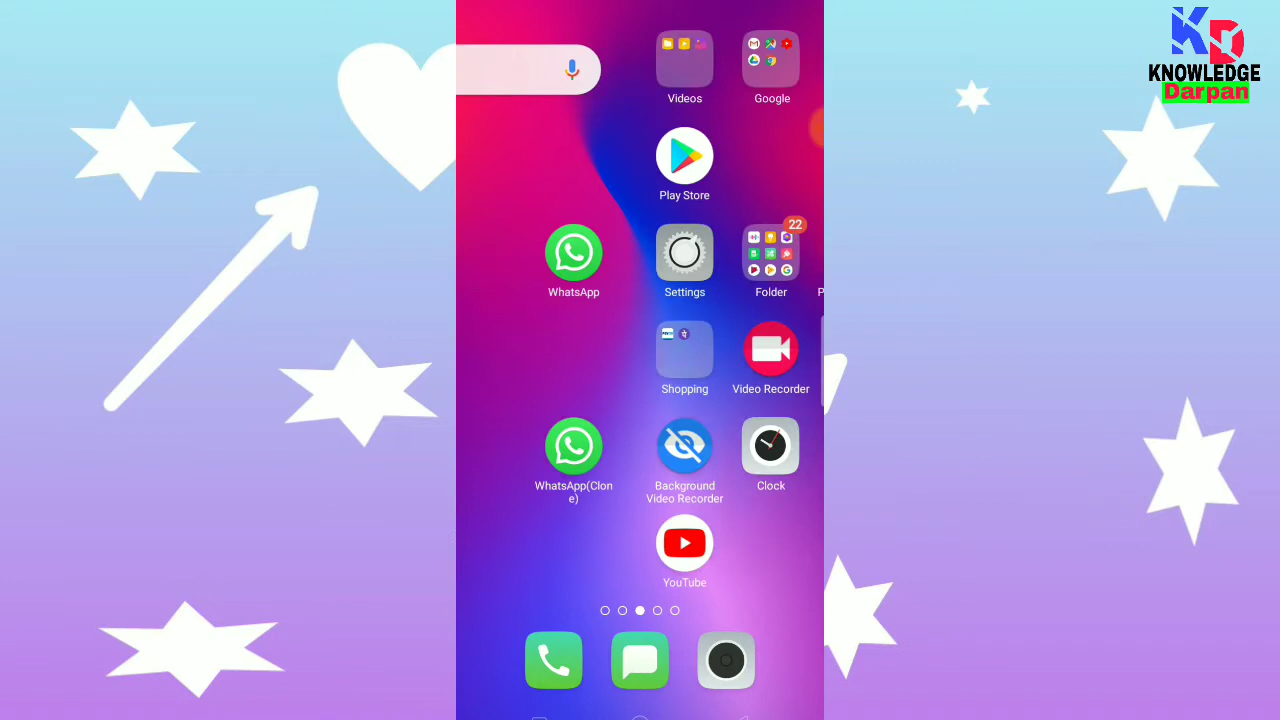 KD
KNOWLEDGE
Darpan
Videos
Google
Play Store
22
WhatsApp
Settings
Folder
P
Shopping
Video Recorder
WhatsApp(Clon
e)
Background
Video Recorder
Clock
YouTube